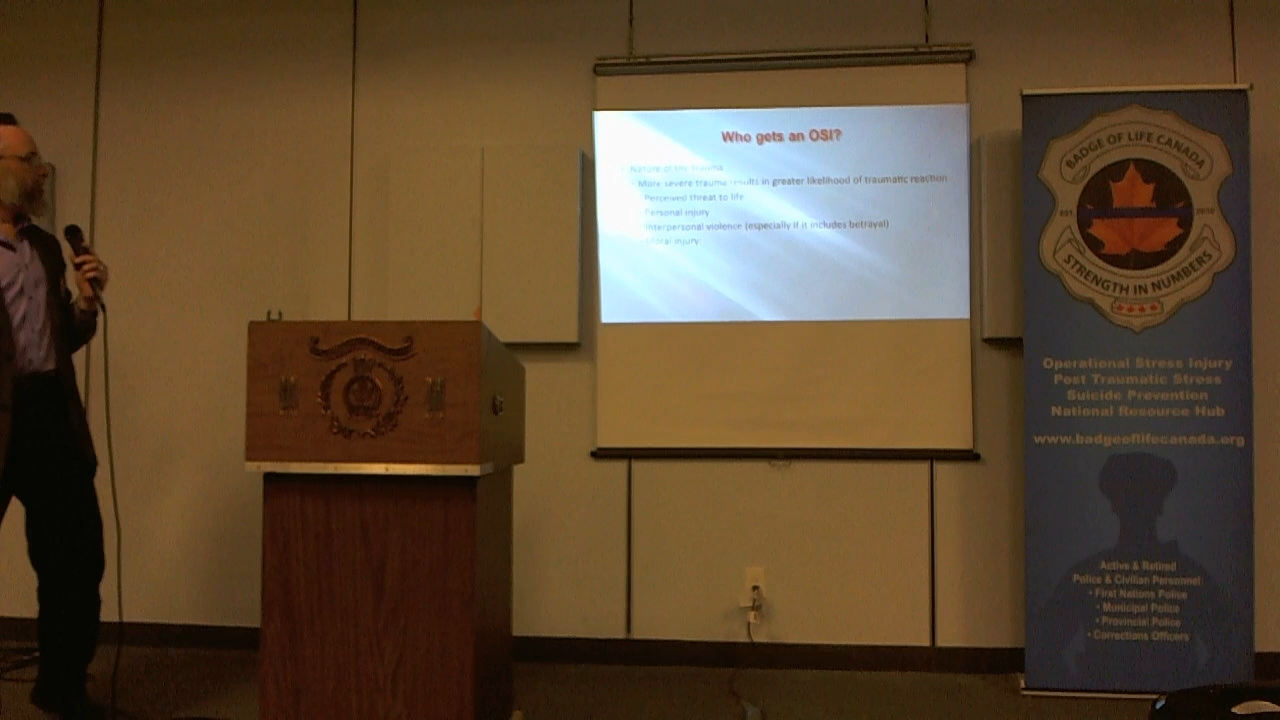 Who gets an OSI?
Nature of the trauma
More severe trauma results in greater likelihood of traumatic reaction
Perceived threat to life
Personal injury
Interpersonal violence (especially if it includes betrayal)
Moral injury
BADGE OF LIFE CANADA
EST. 2010
STRENGTH IN NUMBERS
Operational Stress Injury
Post Traumatic Stress
Suicide Prevention
National Resource Hub
www.badgeoflifecanada.org
Active & Retired
Police & Civilian Personnel
• First Nations Police
• Municipal Police
• Provincial Police
• Corrections Officers